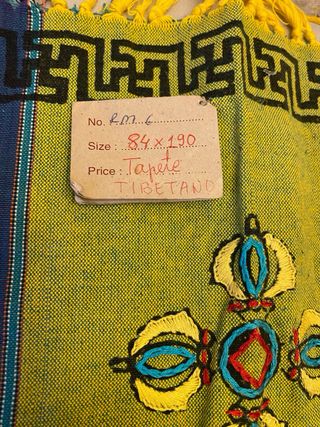 No. RM 6
Size : 84 x 190
Price : Tapete
TIBETANO